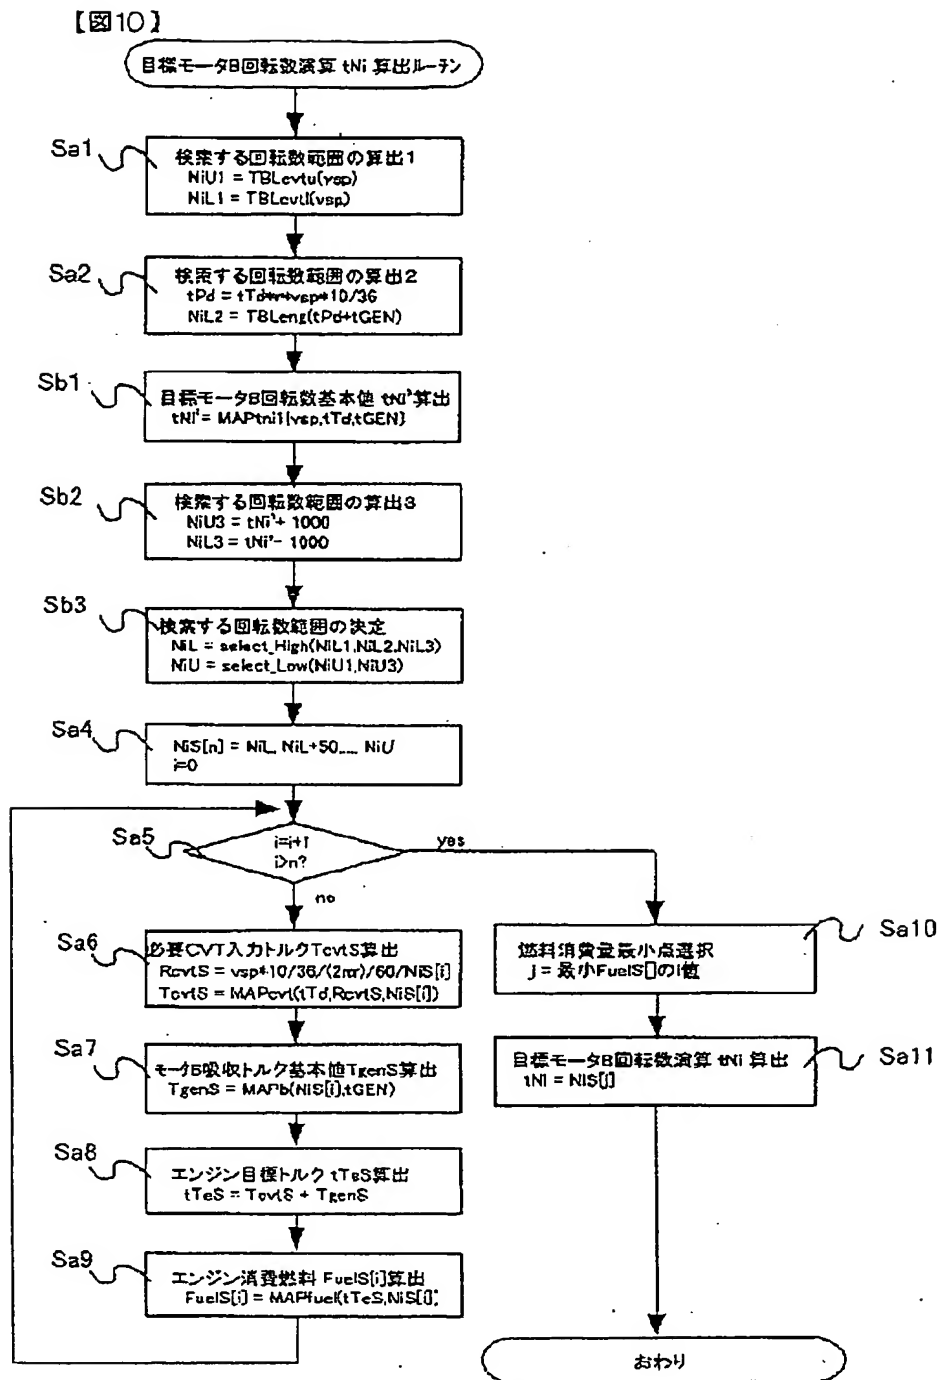 【図10】
目標モータB回転数演算 tNi 算出ルーチン
Sa1
検索する回転数範囲の算出1
NiU1 = TBLcvtu(vsp)
NiL1 = TBLcvtl(vsp)
Sa2
検索する回転数範囲の算出2
tPd = tTd*r*vsp*10/36
NiL2 = TBLeng(tPd+tGEN)
Sb1
目標モータB回転数基本値 tNi'算出
tNi' = MAPtni1(vsp,tTd,tGEN)
Sb2
検索する回転数範囲の算出3
NiU3 = tNi'+ 1000
NiL3 = tNi'- 1000
Sb3
検索する回転数範囲の決定
NiL = select_High(NiL1,NiL2,NiL3)
NiU = select_Low(NiU1,NiU3)
Sa4
NiS[n] = NiL, NiL+50,..., NiU
i=0
Sa5
i=i+1
i>n?
yes
no
Sa6
必要CVT入力トルクTcvtS算出
RcvtS = vsp*10/36/(2πr)/60/NiS[i]
TcvtS = MAPcvt(tTd,RcvtS,NiS[i])
Sa7
モータB吸収トルク基本値TgenS算出
TgenS = MAPb(NiS[i],tGEN)
Sa8
エンジン目標トルク tTeS算出
tTeS = TcvtS + TgenS
Sa9
エンジン消費燃料 FuelS[i]算出
FuelS[i] = MAPfuel(tTeS,NiS[i])
Sa10
燃料消費量最小点選択
j = 最小FuelS[]のi値
Sa11
目標モータB回転数演算 tNi 算出
tNi = NiS[j]
おわり